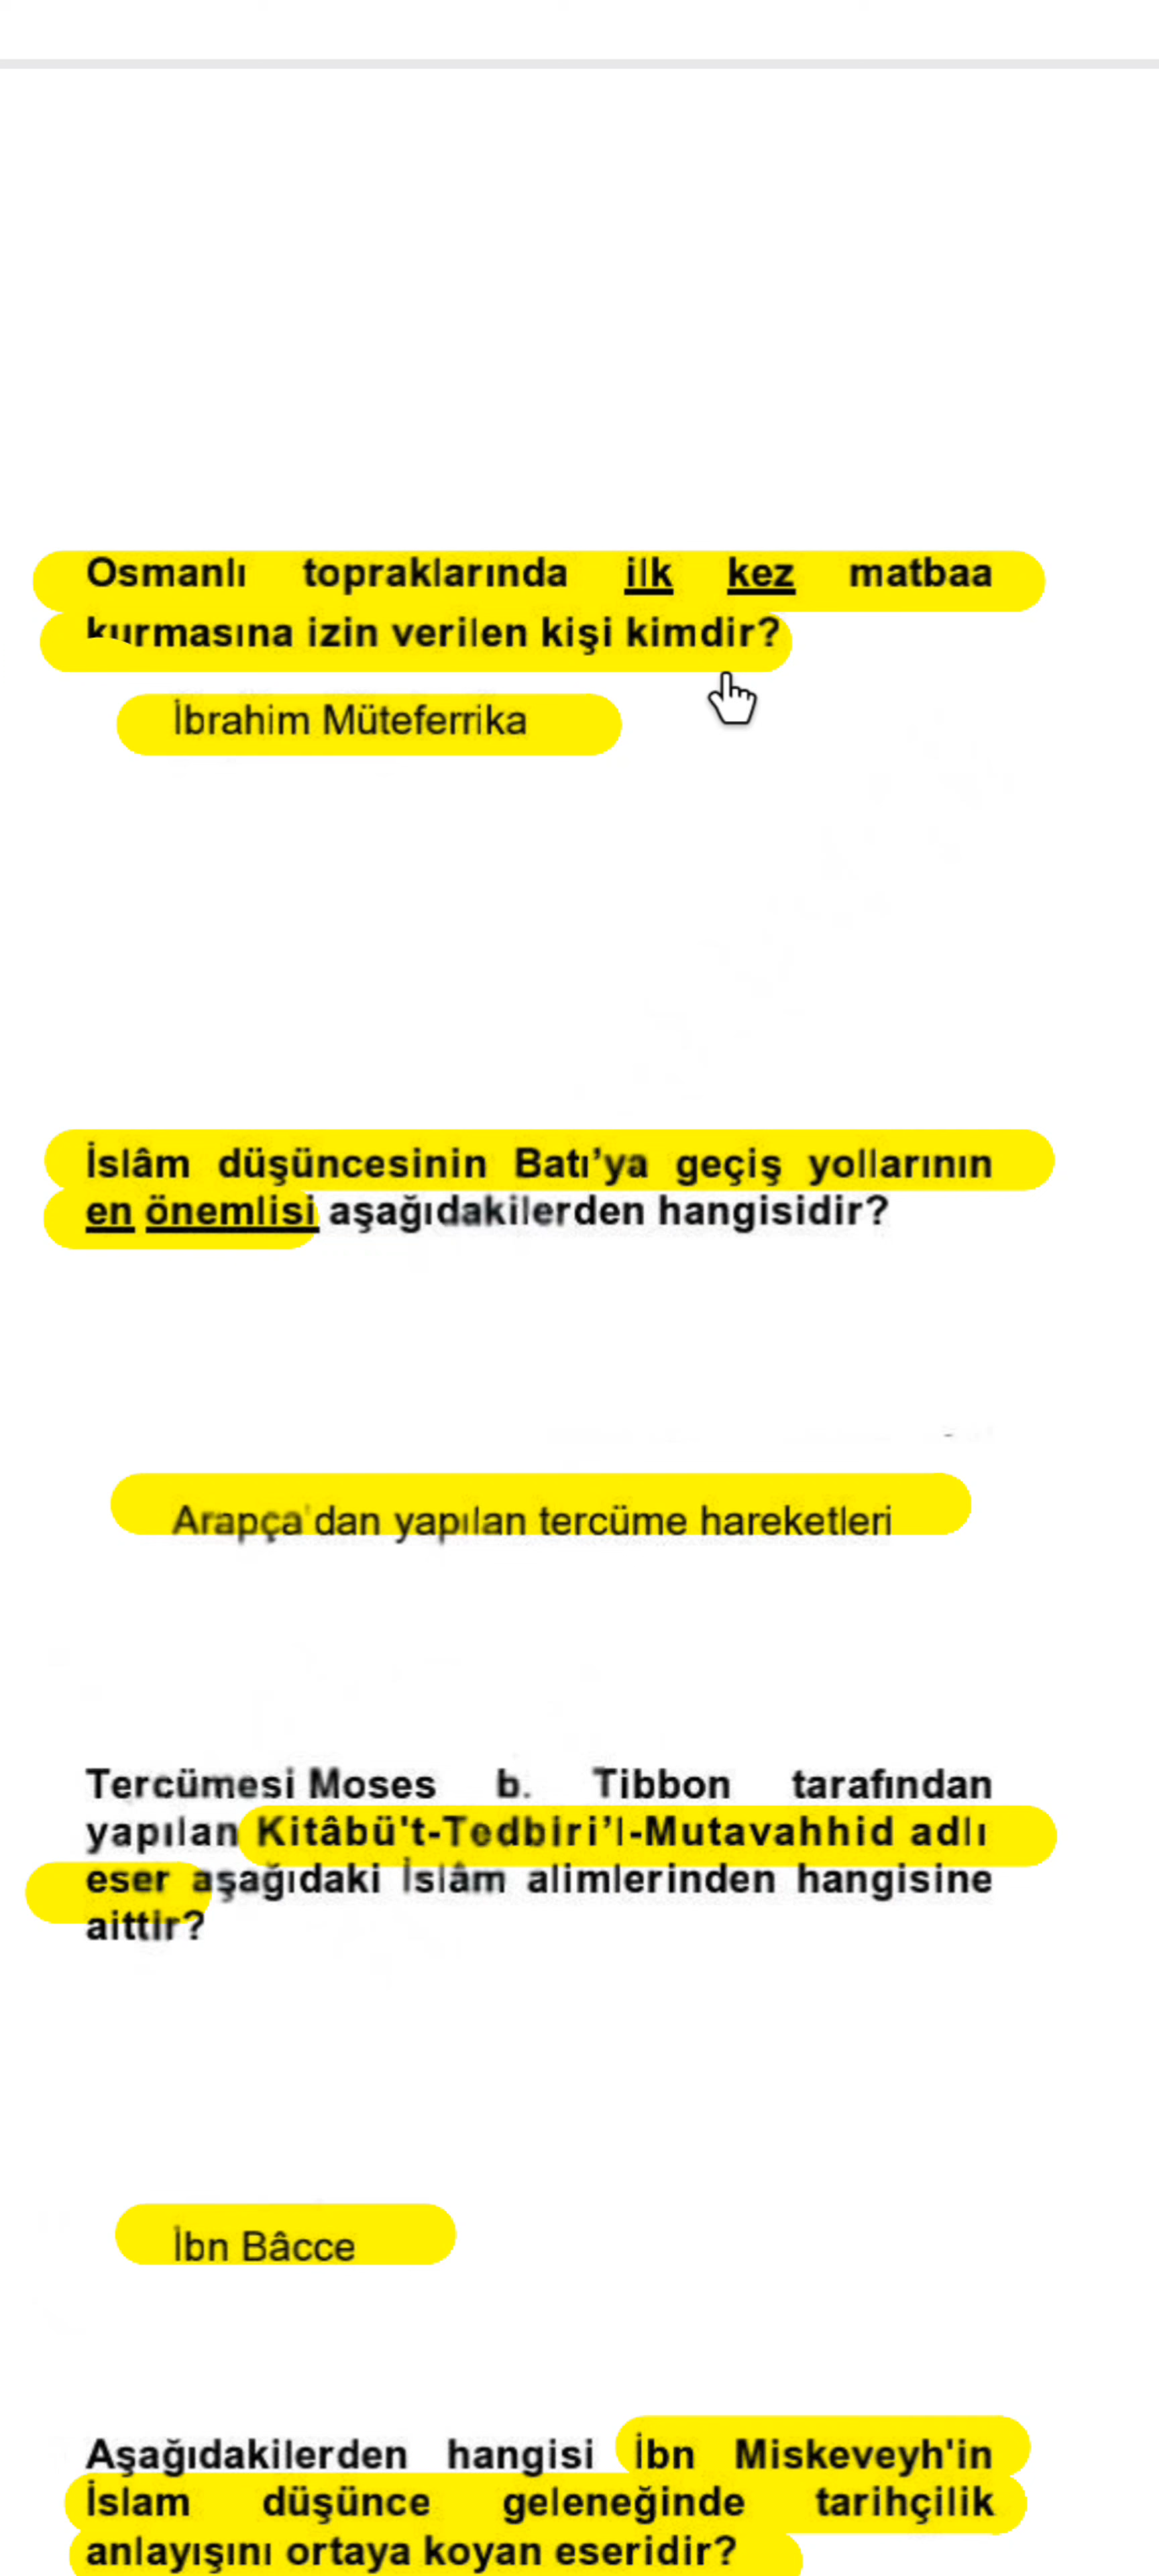 Osmanlı topraklarında ilk kez matbaa
kurmasına izin verilen kişi kimdir?
İbrahim Müteferrika
İslâm düşüncesinin Batı'ya geçiş yollarının
en önemlisi aşağıdakilerden hangisidir?
Arapça'dan yapılan tercüme hareketleri
Tercümesi Moses b. Tibbon tarafından
yapılan Kitâbü't-Tedbiri'l-Mutavahhid adlı
eser aşağıdaki İslâm alimlerinden hangisine
aittir?
İbn Bâcce
Aşağıdakilerden hangisi İbn Miskeveyh'in
İslam düşünce geleneğinde tarihçilik
anlayışını ortaya koyan eseridir?